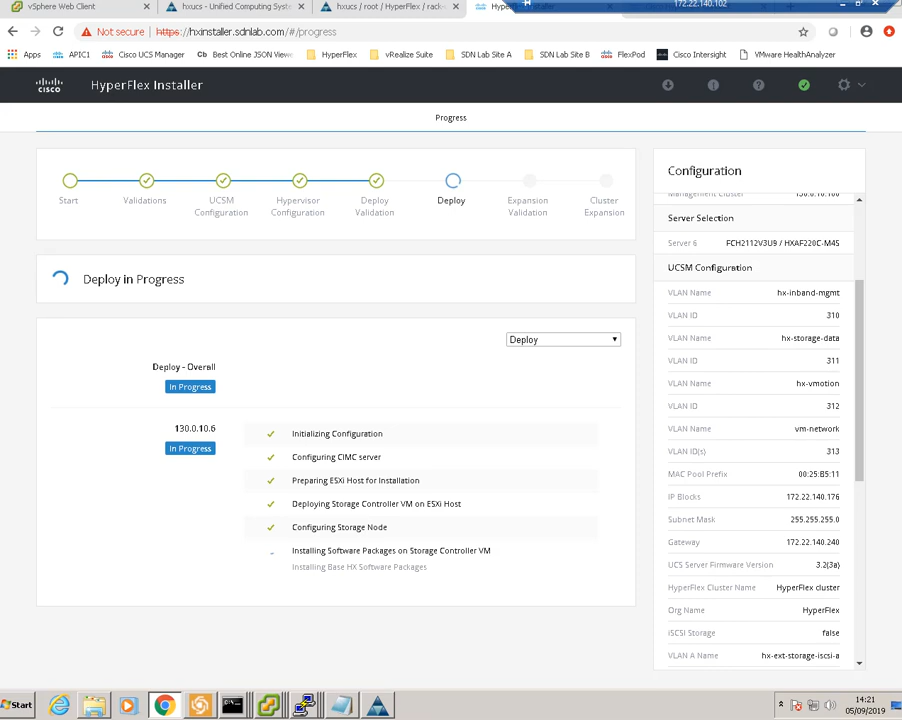 vSphere Web Client
hxucs - Unified Computing Syste
hxucs / root / HyperFlex / rack-
172.22.140.102
Not secure https://hxinstaller.sdnlab.com/#/progress
Apps APIC1 Cisco UCS Manager Best Online JSON View HyperFlex vRealize Suite SDN Lab Site A SDN Lab Site B FlexPod Cisco Intersight VMware HealthAnalyzer
cisco HyperFlex Installer
Progress
Start
Validations
UCSM Configuration
Hypervisor Configuration
Deploy Validation
Deploy
Expansion Validation
Cluster Expansion
Deploy in Progress
Deploy
Deploy - Overall
In Progress
130.0.10.6
In Progress
Initializing Configuration
Configuring CIMC server
Preparing ESXi Host for Installation
Deploying Storage Controller VM on ESXi Host
Configuring Storage Node
Installing Software Packages on Storage Controller VM
Installing Base HX Software Packages
Configuration
Management Cluster 130.0.10.100
Server Selection
Server 6 FCH2112V3U9 / HXAF220C-M4S
UCSM Configuration
VLAN Name hx-inband-mgmt
VLAN ID 310
VLAN Name hx-storage-data
VLAN ID 311
VLAN Name hx-vmotion
VLAN ID 312
VLAN Name vm-network
VLAN ID(s) 313
MAC Pool Prefix 00:25:B5:11
IP Blocks 172.22.140.176
Subnet Mask 255.255.255.0
Gateway 172.22.140.240
UCS Server Firmware Version 3.2(3a)
HyperFlex Cluster Name HyperFlex cluster
Org Name HyperFlex
iSCSI Storage false
VLAN A Name hx-ext-storage-iscsi-a
Start
14:21
05/09/2019